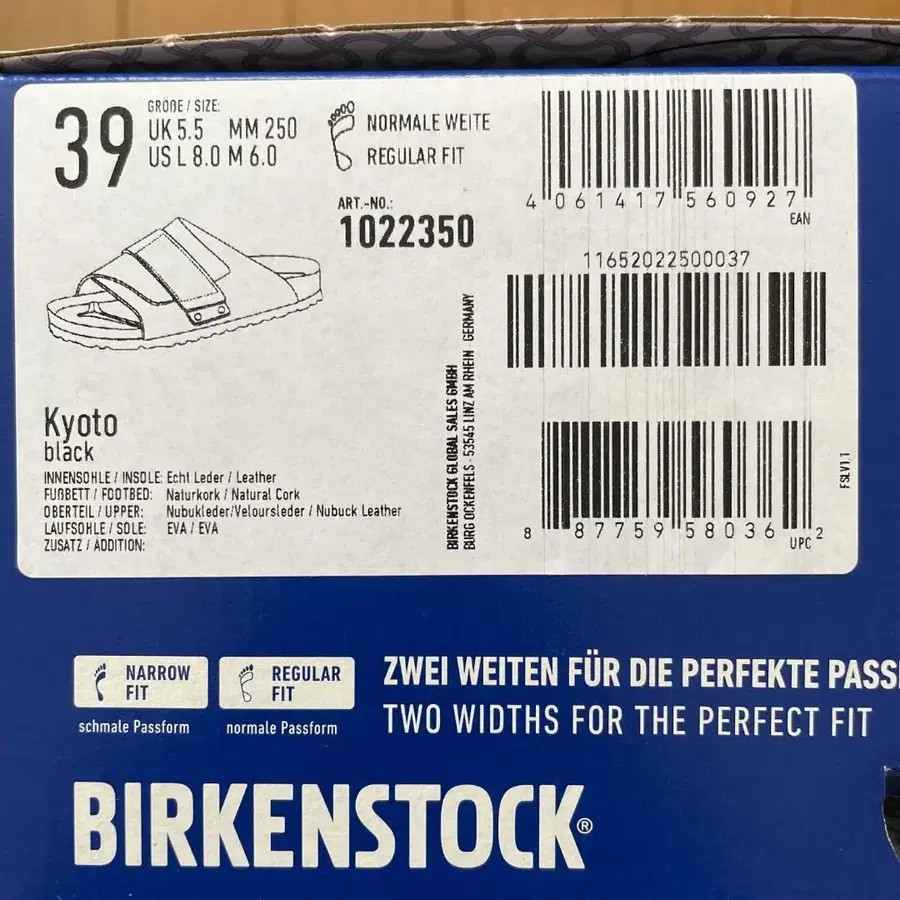 39
GRÖßE / SIZE:
UK 5.5 MM 250
US L 8.0 M 6.0
NORMALE WEITE
REGULAR FIT
ART.-NO.:
1022350
4 061417 560927
EAN
11652022500037
Kyoto
black
INNENSOHLE / INSOLE: Echt Leder / Leather
FUßBETT / FOOTBED: Naturkork / Natural Cork
OBERTEIL / UPPER: Nubukleder/Veloursleder / Nubuck Leather
LAUFSOHLE / SOLE: EVA / EVA
ZUSATZ / ADDITION:
BIRKENSTOCK GLOBAL SALES GMBH
BURG OCKENFELS · 53545 LINZ AM RHEIN · GERMANY
8 87759 58036 2
UPC
FSLV1.1
NARROW
FIT
schmale Passform
REGULAR
FIT
normale Passform
ZWEI WEITEN FÜR DIE PERFEKTE PASS
TWO WIDTHS FOR THE PERFECT FIT
BIRKENSTOCK®